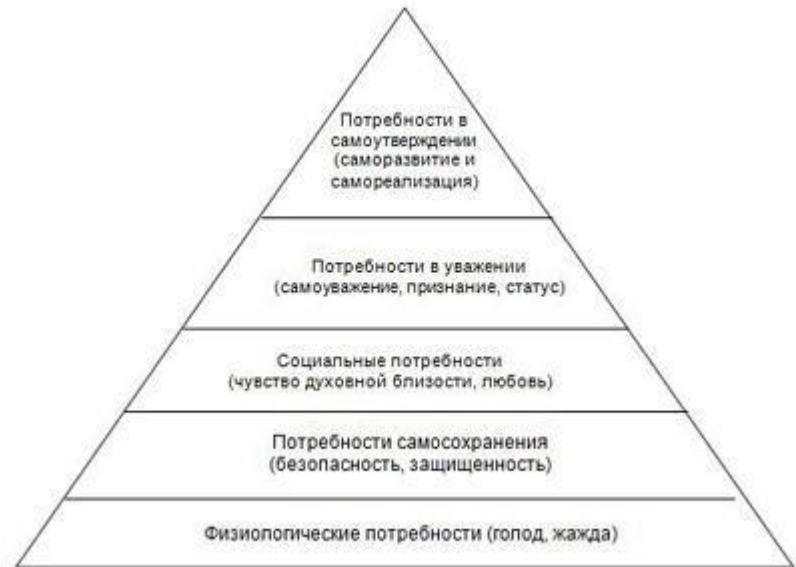 Потребности в
самоутверждении
(саморазвитие и
самореализация)
Потребности в уважении
(самоуважение, признание, статус)
Социальные потребности
(чувство духовной близости, любовь)
Потребности самосохранения
(безопасность, защищенность)
Физиологические потребности (голод, жажда)